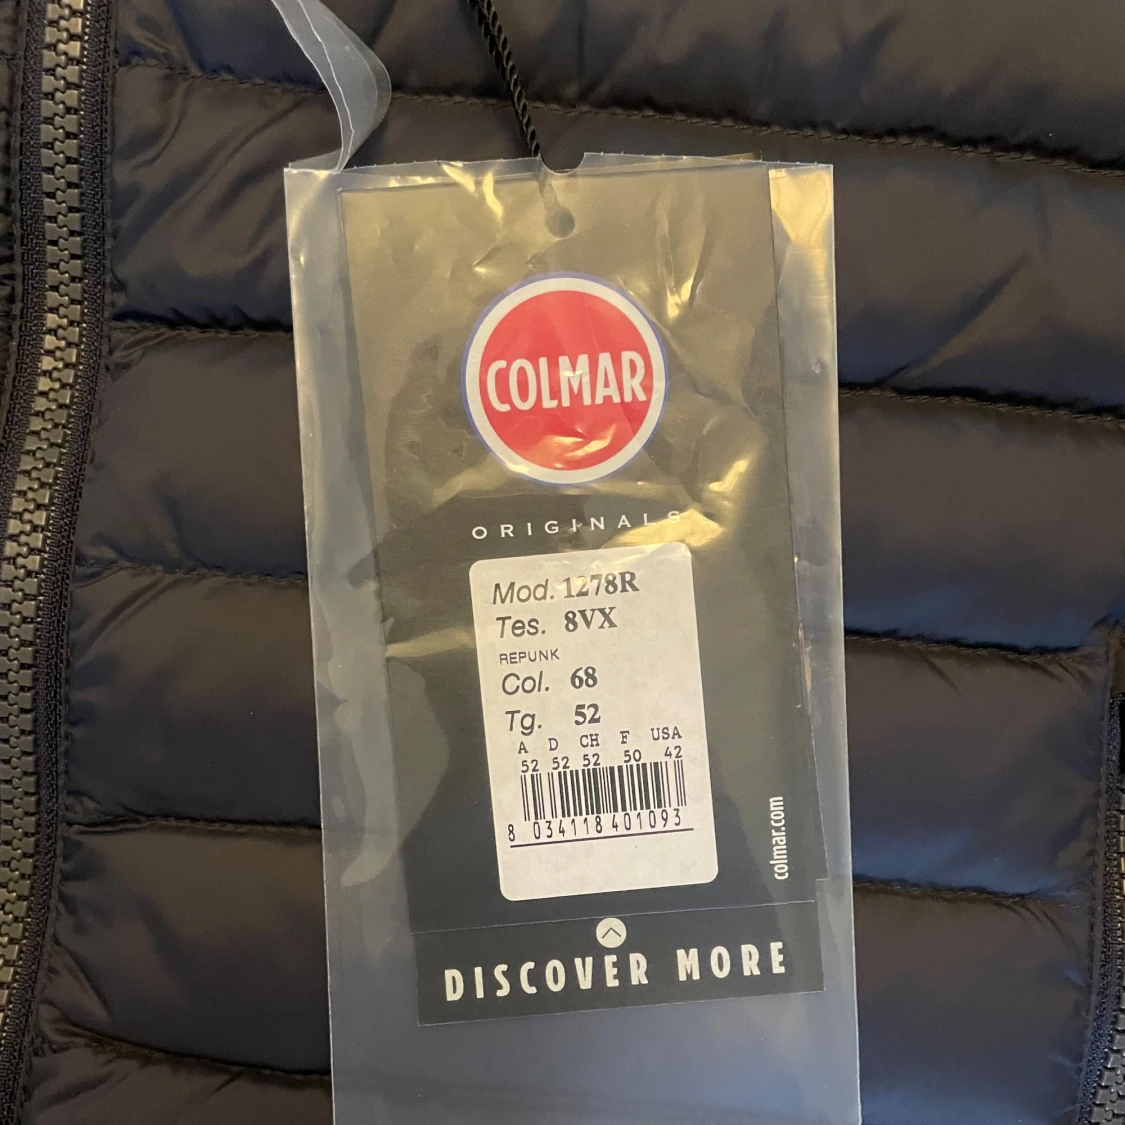 COLMAR
ORIGINALS
Mod. 1278R
Tes. 8VX
REPUNK
Col. 68
Tg. 52
A D CH F USA
52 52 52 50 42
8 034118 401093
colmar.com
DISCOVER MORE